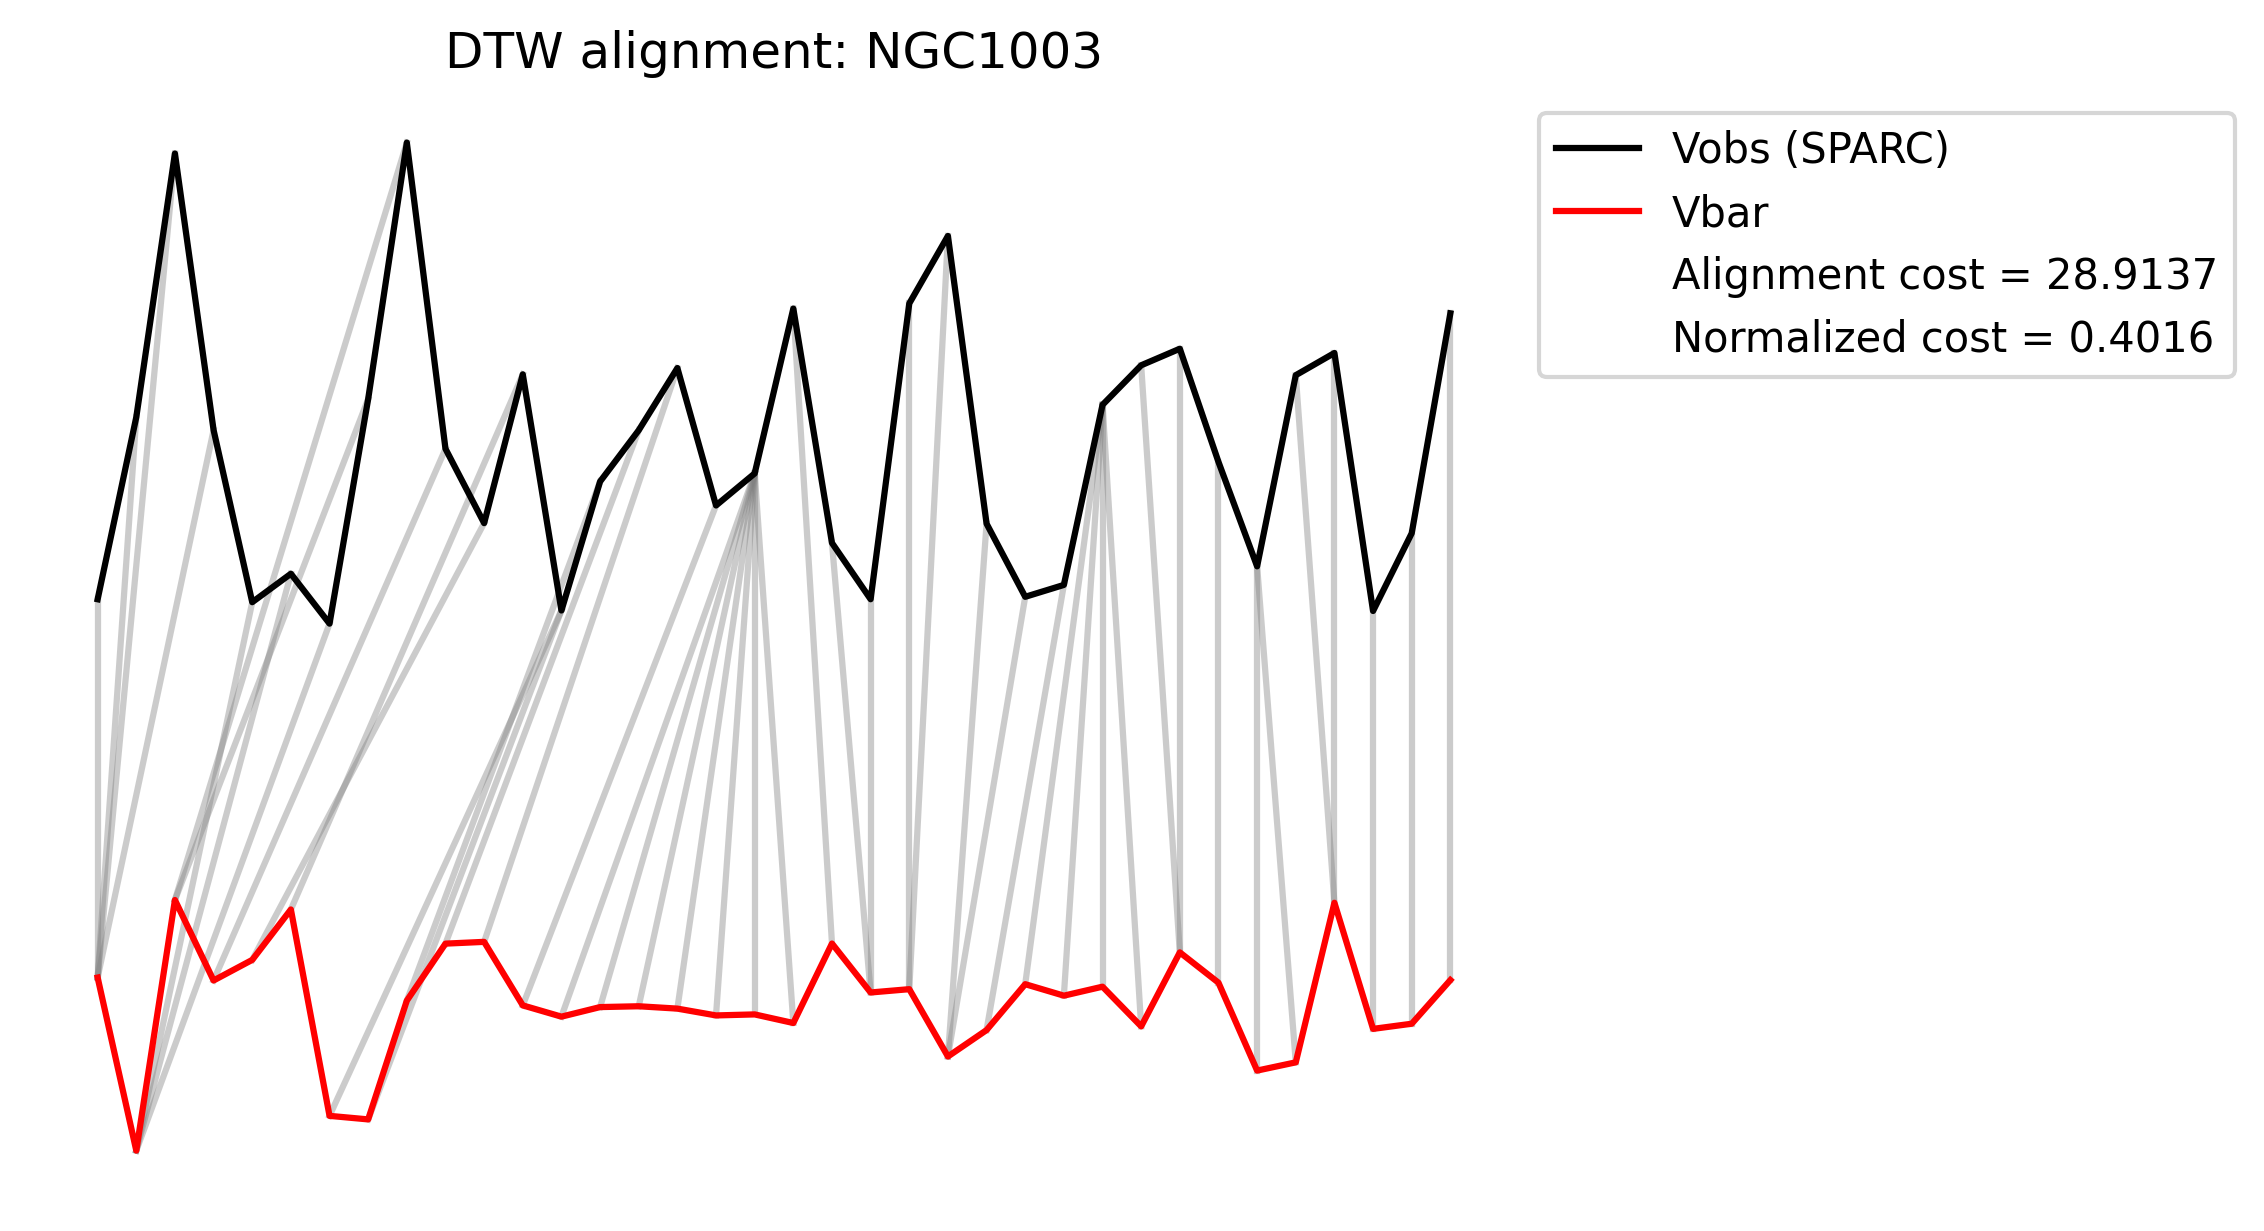 DTW alignment: NGC1003
Vobs (SPARC)
Vbar
Alignment cost = 28.9137
Normalized cost = 0.4016